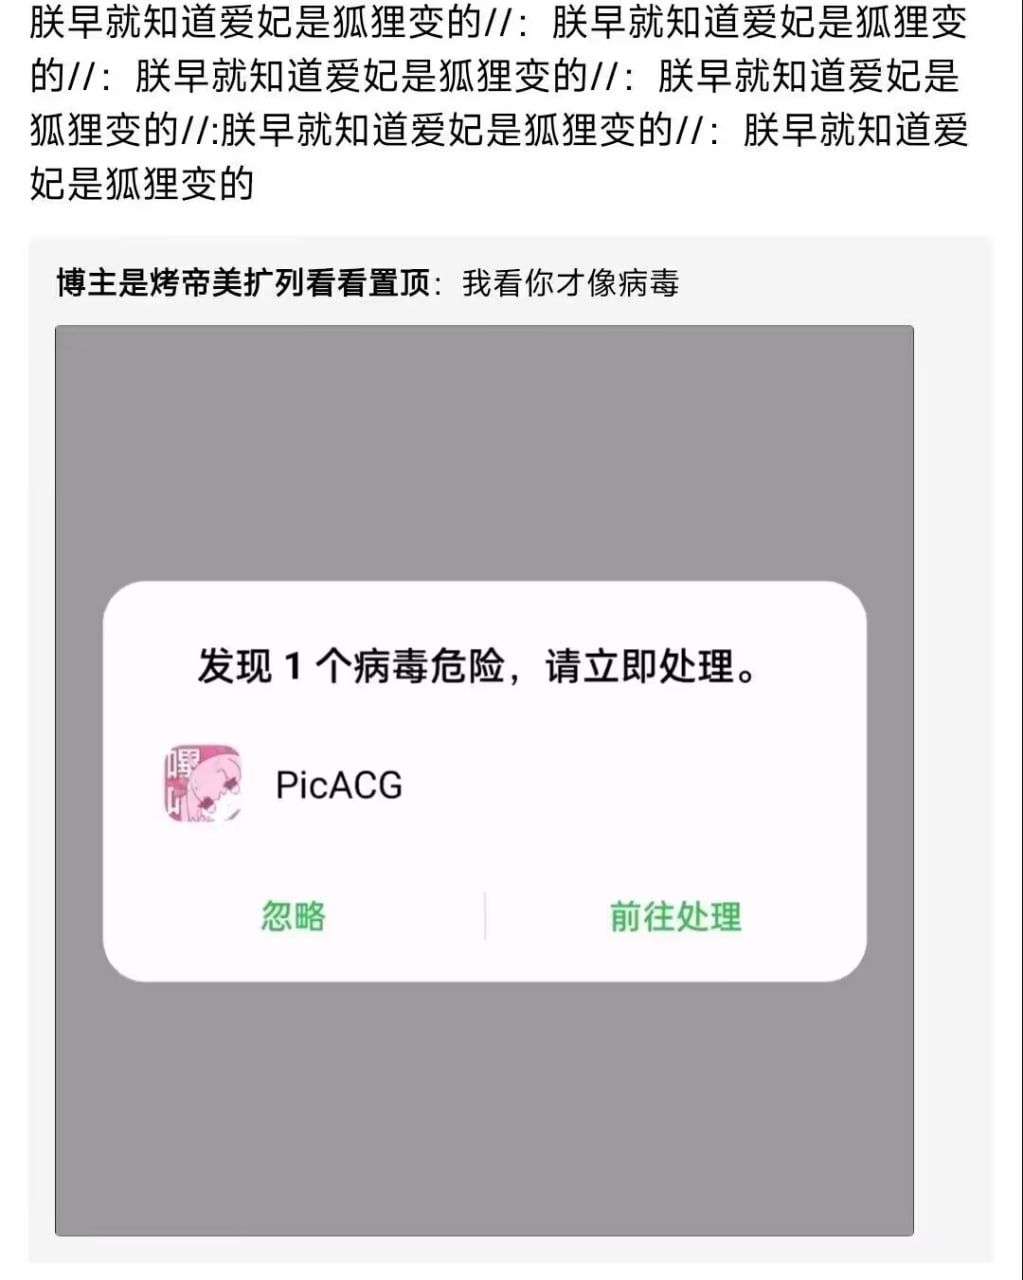 朕早就知道爱妃是狐狸变的//：朕早就知道爱妃是狐狸变
的//：朕早就知道爱妃是狐狸变的//：朕早就知道爱妃是
狐狸变的//:朕早就知道爱妃是狐狸变的//：朕早就知道爱
妃是狐狸变的
博主是烤帝美扩列看看置顶：我看你才像病毒
发现 1 个病毒危险，请立即处理。
嗶
PicACG
忽略
前往处理